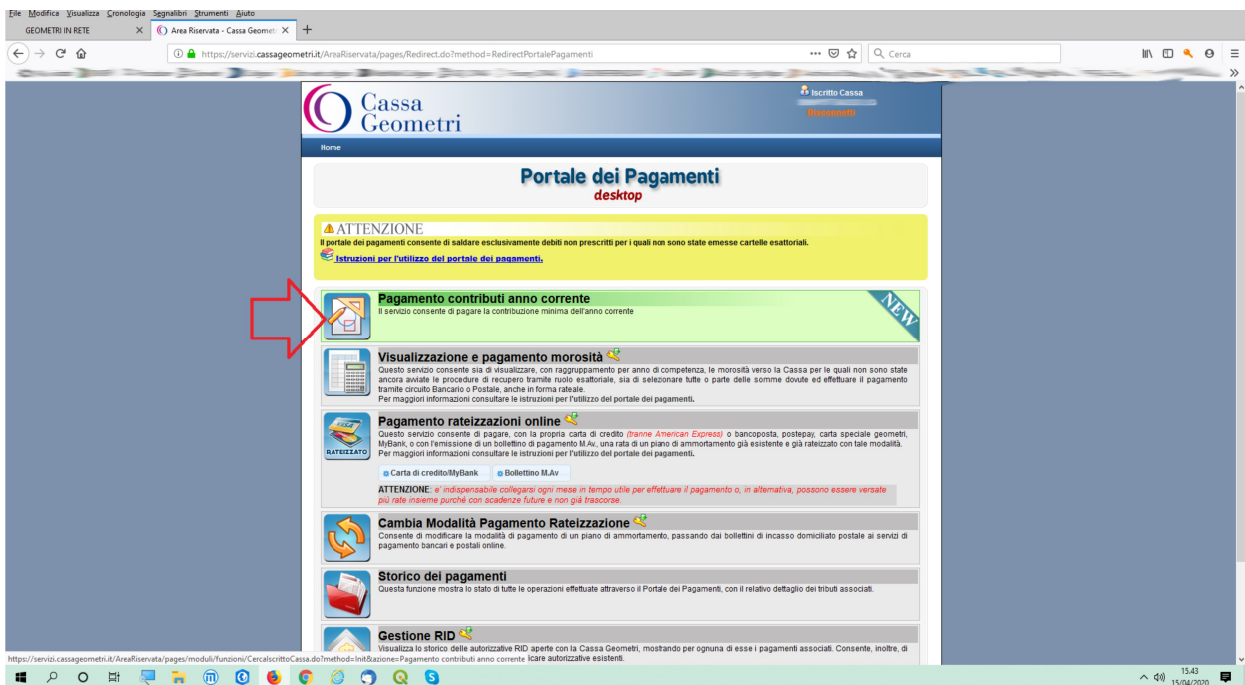 File Modifica Visualizza Cronologia Segnalibri Strumenti Aiuto
GEOMETRI IN RETE
Area Riservata - Cassa Geomet
https://servizi.cassageometri.it/AreaRiservata/pages/Redirect.do?method=RedirectPortalePagamenti
Cerca
Cassa
Geometri
Iscritto Cassa
Home
Portale dei Pagamenti
desktop
ATTENZIONE
Il portale dei pagamenti consente di saldare esclusivamente debiti non prescritti per i quali non sono state emesse cartelle esattoriali.
Istruzioni per l'utilizzo del portale dei pagamenti.
Pagamento contributi anno corrente
Il servizio consente di pagare la contribuzione minima dell'anno corrente
NEW
Visualizzazione e pagamento morosità
Questo servizio consente sia di visualizzare, con raggruppamento per anno di competenza, le morosità verso la Cassa per le quali non sono state
ancora avviate le procedure di recupero tramite ruolo esattoriale, sia di selezionare tutte o parte delle somme dovute ed effettuare il pagamento
tramite circuito Bancario o Postale, anche in forma rateale.
Per maggiori informazioni consultare le istruzioni per l'utilizzo del portale dei pagamenti.
RATEIZZATO
Pagamento rateizzazioni online
Questo servizio consente di pagare, con la propria carta di credito (tranne American Express) o bancoposta, postepay, carta speciale geometri,
MyBank, o con l'emissione di un bollettino di pagamento M.Av, una rata di un piano di ammortamento già esistente e già rateizzato con tale modalità.
Per maggiori informazioni consultare le istruzioni per l'utilizzo del portale dei pagamenti.
Carta di credito/MyBank
Bollettino M.Av
ATTENZIONE: e' indispensabile collegarsi ogni mese in tempo utile per effettuare il pagamento o, in alternativa, possono essere versate
più rate insieme purché con scadenze future e non già trascorse.
Cambia Modalità Pagamento Rateizzazione
Consente di modificare la modalità di pagamento di un piano di ammortamento, passando dai bollettini di incasso domiciliato postale ai servizi di
pagamento bancari e postali online.
Storico dei pagamenti
Questa funzione mostra lo stato di tutte le operazioni effettuate attraverso il Portale dei Pagamenti, con il relativo dettaglio dei tributi associati.
Gestione RID
Visualizza lo storico delle autorizzative RID aperte con la Cassa Geometri, mostrando per ognuna di esse i pagamenti associati. Consente, inoltre, di
https://servizi.cassageometri.it/AreaRiservata/pages/moduli/funzioni/CercaIscrittoCassa.do?method=Init&azione=Pagamento contributi anno corrente icare autorizzative esistenti.
15.43
15/04/2020